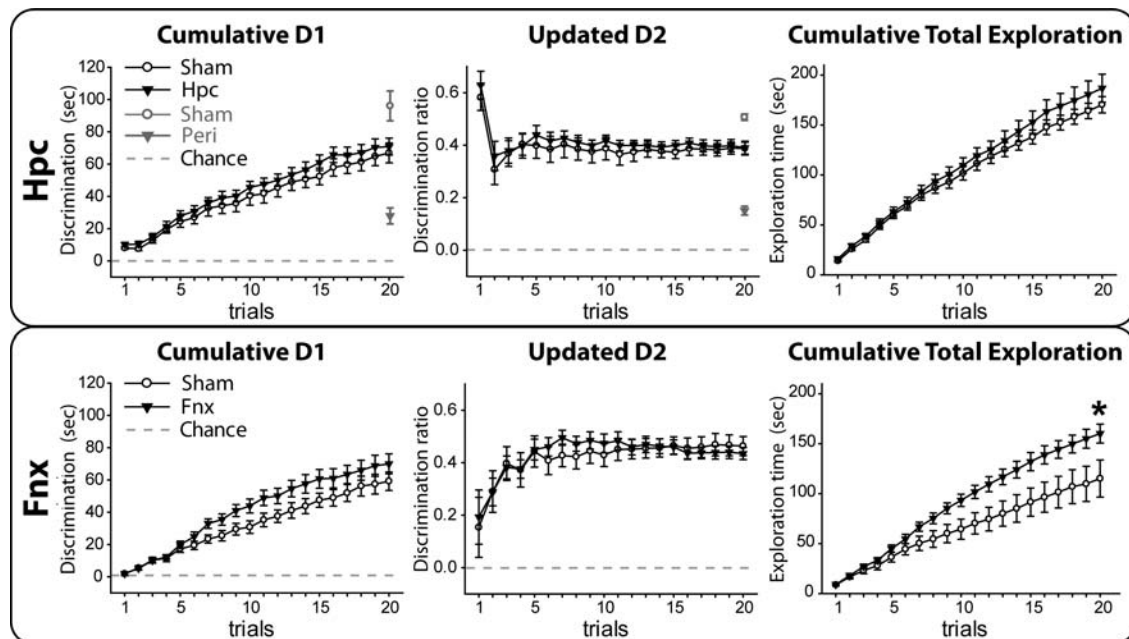 Hpc
Cumulative D1
Discrimination (sec)
120
100
80
60
40
20
0
Sham
Hpc
Sham
Peri
Chance
1
5
10
15
20
trials
Updated D2
Discrimination ratio
0.6
0.4
0.2
0.0
1
5
10
15
20
trials
Cumulative Total Exploration
Exploration time (sec)
200
150
100
50
0
1
5
10
15
20
trials
Fnx
Cumulative D1
Discrimination (sec)
120
100
80
60
40
20
0
Sham
Fnx
Chance
1
5
10
15
20
trials
Updated D2
Discrimination ratio
0.6
0.4
0.2
0.0
1
5
10
15
20
trials
Cumulative Total Exploration
Exploration time (sec)
200
150
100
50
0
*
1
5
10
15
20
trials